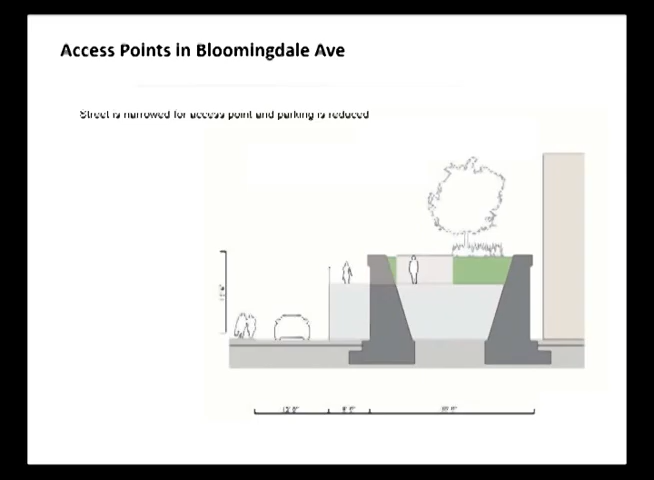 Access Points in Bloomingdale Ave
Street is narrowed for access point and parking is reduced